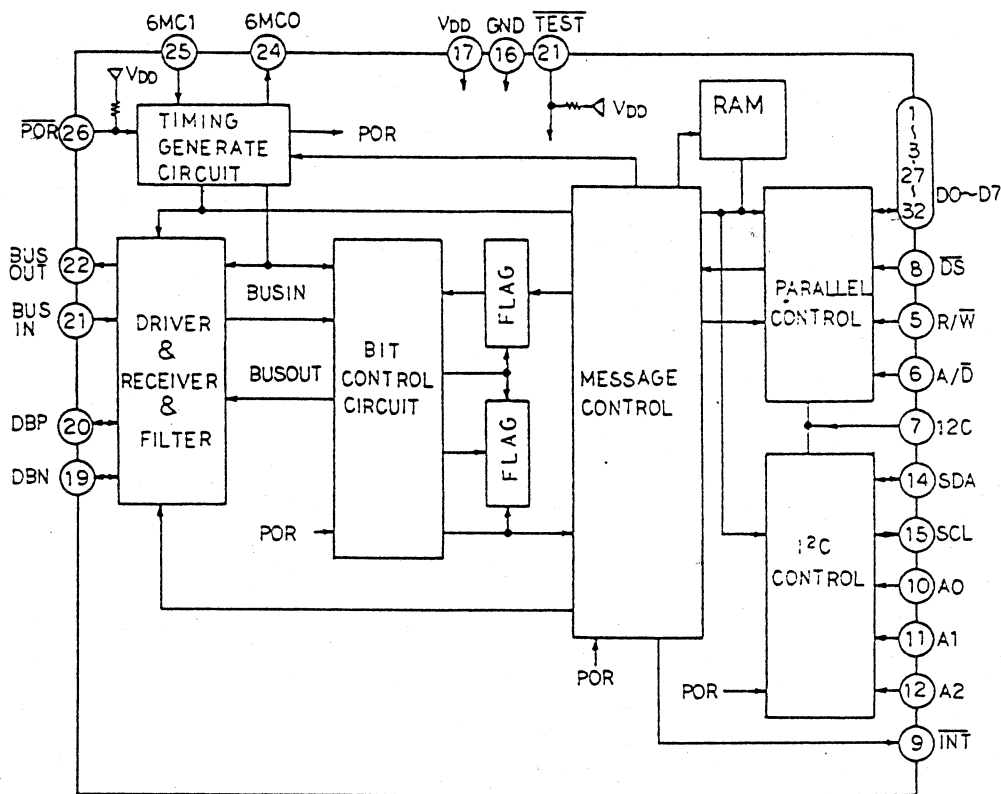 6MC1 6MCO VDD GND TEST
25 24 17 16 21
VDD VDD
POR 26
TIMING
GENERATE
CIRCUIT
POR
RAM
1
~
3
27
~
32
DO~D7
BUS
OUT 22
BUS
IN 21
DBP 20
DBN 19
DRIVER
&
RECEIVER
&
FILTER
BUSIN
BUSOUT
POR
BIT
CONTROL
CIRCUIT
FLAG
FLAG
MESSAGE
CONTROL
POR
PARALLEL
CONTROL
I²C
CONTROL
POR
8 DS
5 R/W
6 A/D
7 12C
14 SDA
15 SCL
10 AO
11 A1
12 A2
9 INT